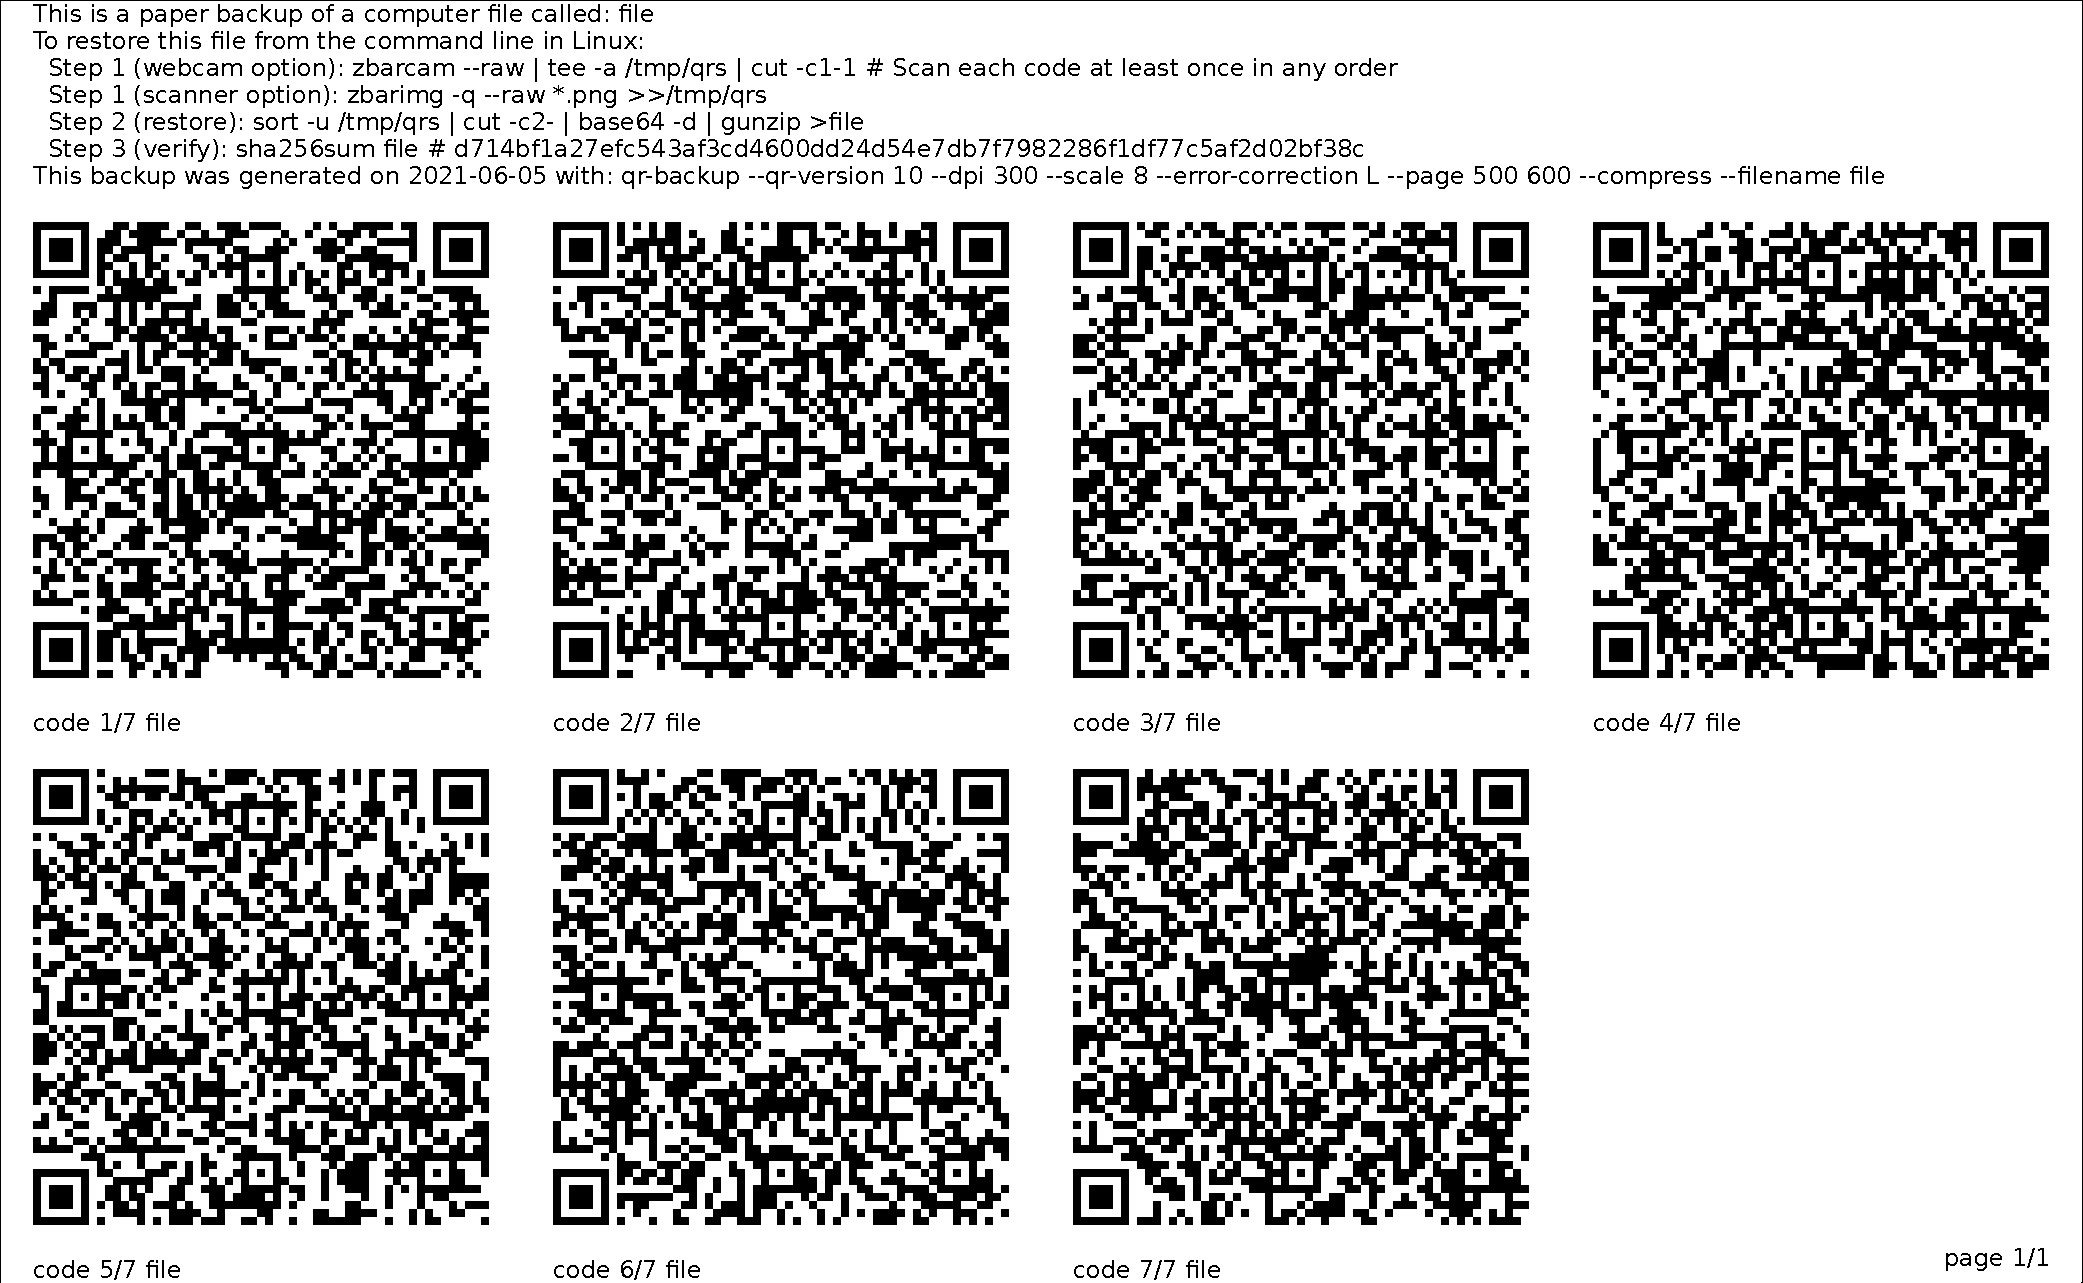 This is a paper backup of a computer file called: file
To restore this file from the command line in Linux:
Step 1 (webcam option): zbarcam --raw | tee -a /tmp/qrs | cut -c1-1 # Scan each code at least once in any order
Step 1 (scanner option): zbarimg -q --raw *.png >>/tmp/qrs
Step 2 (restore): sort -u /tmp/qrs | cut -c2- | base64 -d | gunzip >file
Step 3 (verify): sha256sum file # d714bf1a27efc543af3cd4600dd24d54e7db7f7982286f1df77c5af2d02bf38c
This backup was generated on 2021-06-05 with: qr-backup --qr-version 10 --dpi 300 --scale 8 --error-correction L --page 500 600 --compress --filename file
code 1/7 file
code 2/7 file
code 3/7 file
code 4/7 file
code 5/7 file
code 6/7 file
code 7/7 file
page 1/1